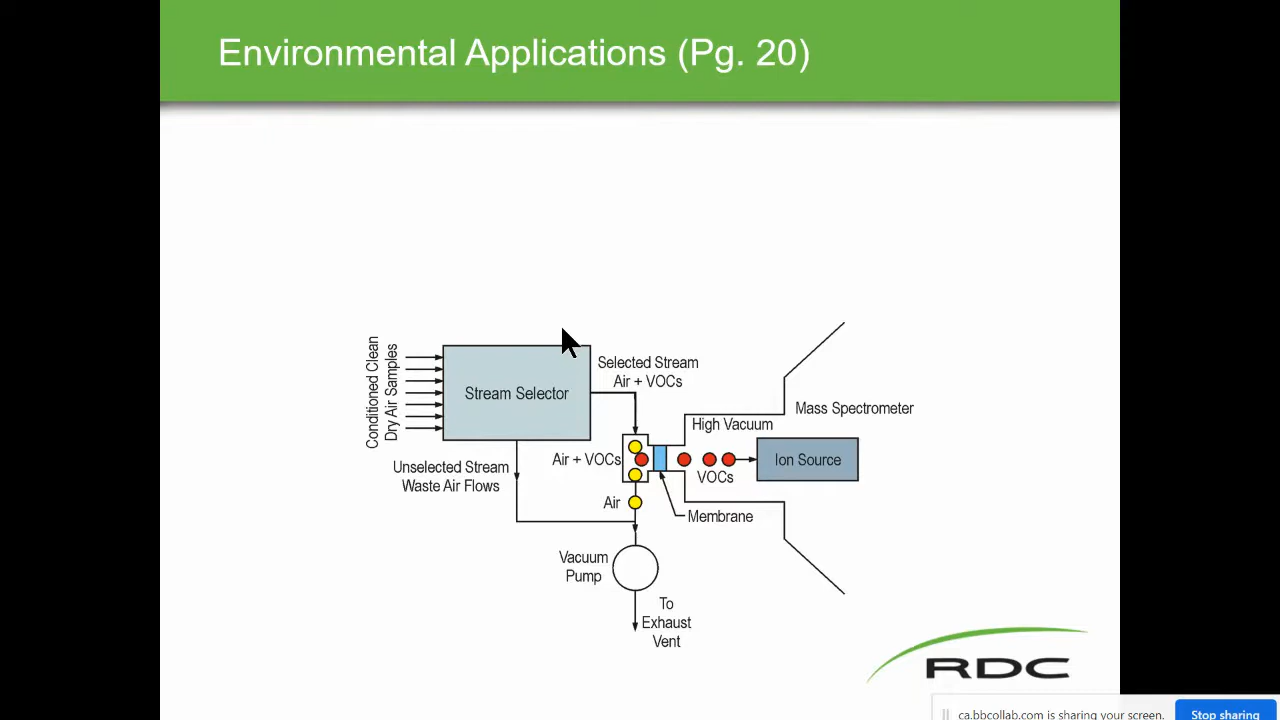 Environmental Applications (Pg. 20)
Conditioned Clean
Dry Air Samples
Stream Selector
Selected Stream
Air + VOCs
Mass Spectrometer
High Vacuum
Air + VOCs
Ion Source
VOCs
Unselected Stream
Waste Air Flows
Air
Membrane
Vacuum
Pump
To
Exhaust
Vent
RDC
ca.bbcollab.com is sharing your screen.
Stop sharing